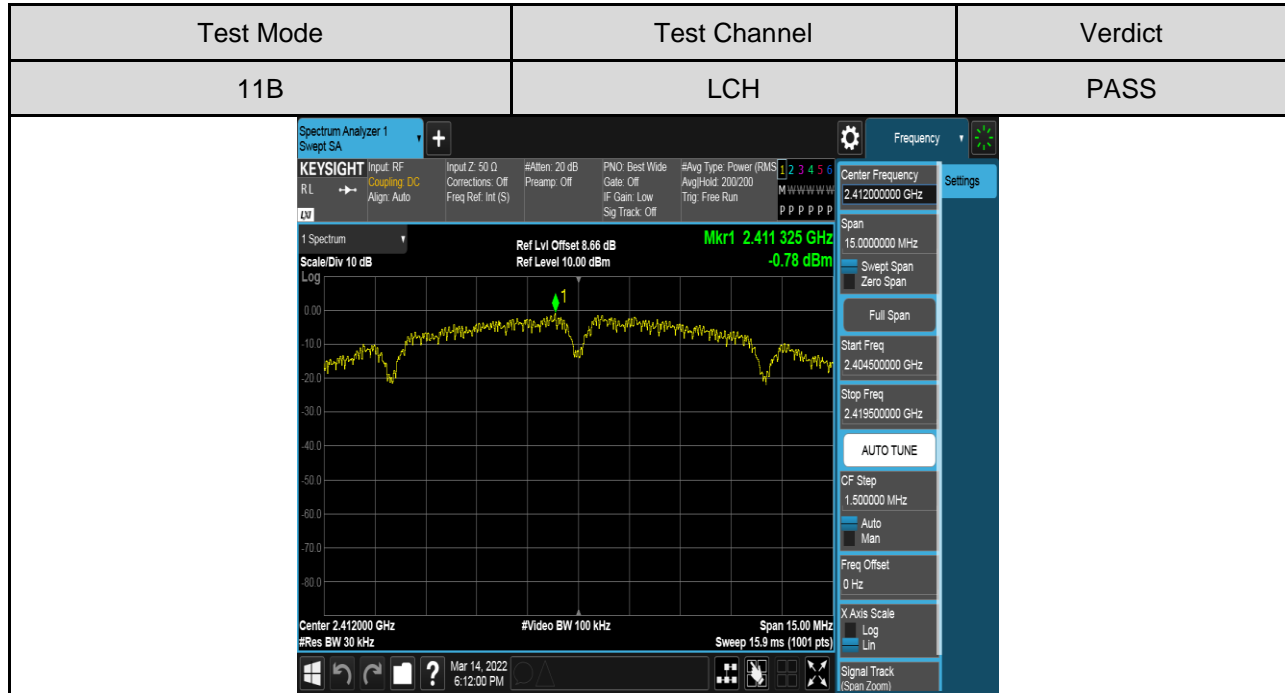 Test Mode Test Channel Verdict
11B LCH PASS
Spectrum Analyzer 1
Swept SA
+
Frequency
KEYSIGHT
RL
LXI
Input: RF
Coupling: DC
Align: Auto
Input Z: 50 Ω
Corrections: Off
Freq Ref: Int (S)
#Atten: 20 dB
Preamp: Off
PNO: Best Wide
Gate: Off
IF Gain: Low
Sig Track: Off
#Avg Type: Power (RMS
Avg|Hold: 200/200
Trig: Free Run
1 2 3 4 5 6
M W W W W W
P P P P P P
1 Spectrum
Scale/Div 10 dB
Log
Ref Lvl Offset 8.66 dB
Ref Level 10.00 dBm
Mkr1 2.411 325 GHz
-0.78 dBm
1
0.00
-10.0
-20.0
-30.0
-40.0
-50.0
-60.0
-70.0
-80.0
Center 2.412000 GHz
#Res BW 30 kHz
#Video BW 100 kHz
Span 15.00 MHz
Sweep 15.9 ms (1001 pts)
?
Mar 14, 2022
6:12:00 PM
Center Frequency
2.412000000 GHz
Span
15.0000000 MHz
Swept Span
Zero Span
Full Span
Start Freq
2.404500000 GHz
Stop Freq
2.419500000 GHz
AUTO TUNE
CF Step
1.500000 MHz
Auto
Man
Freq Offset
0 Hz
X Axis Scale
Log
Lin
Signal Track
(Span Zoom)
Settings